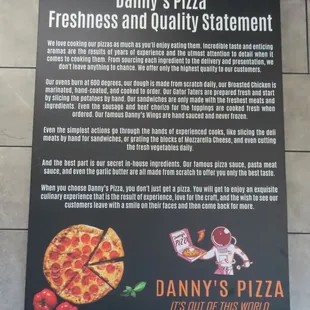 Danny's Pizza
Freshness and Quality Statement
We love cooking our pizzas as much as you'll enjoy eating them. Incredible taste and enticing
aromas are the results of years of experience and the utmost attention to detail when it
comes to cooking them. From sourcing each ingredient to the delivery and presentation, we
don't leave anything to chance. We offer only the highest quality to our customers.
Our ovens burn at 600 degrees, our dough is made from scratch daily, our Broasted Chicken is
marinated, hand-coated, and cooked to order. Our Gator Taters are prepared fresh and start
by slicing the potatoes by hand. Our sandwiches are only made with the freshest meats and
ingredients. Even the sausage and beef chorizo for the toppings are cooked fresh when
ordered. Our famous Danny's Wings are hand sauced and never frozen.
Even the simplest actions go through the hands of experienced cooks, like slicing the deli
meats by hand for sandwiches, or grating the blocks of Mozzarella Cheese, and even cutting
the fresh vegetables daily.
And the best part is our secret in-house ingredients. Our famous pizza sauce, pasta meat
sauce, and even the garlic butter are all made from scratch to offer you only the best taste.
When you choose Danny's Pizza, you don't just get a pizza. You will get to enjoy an exquisite
culinary experience that is the result of experience, love for the craft, and the wish to see our
customers leave with a smile on their faces and then come back for more.
PIZZA
DANNY'S PIZZA
IT'S OUT OF THIS WORLD